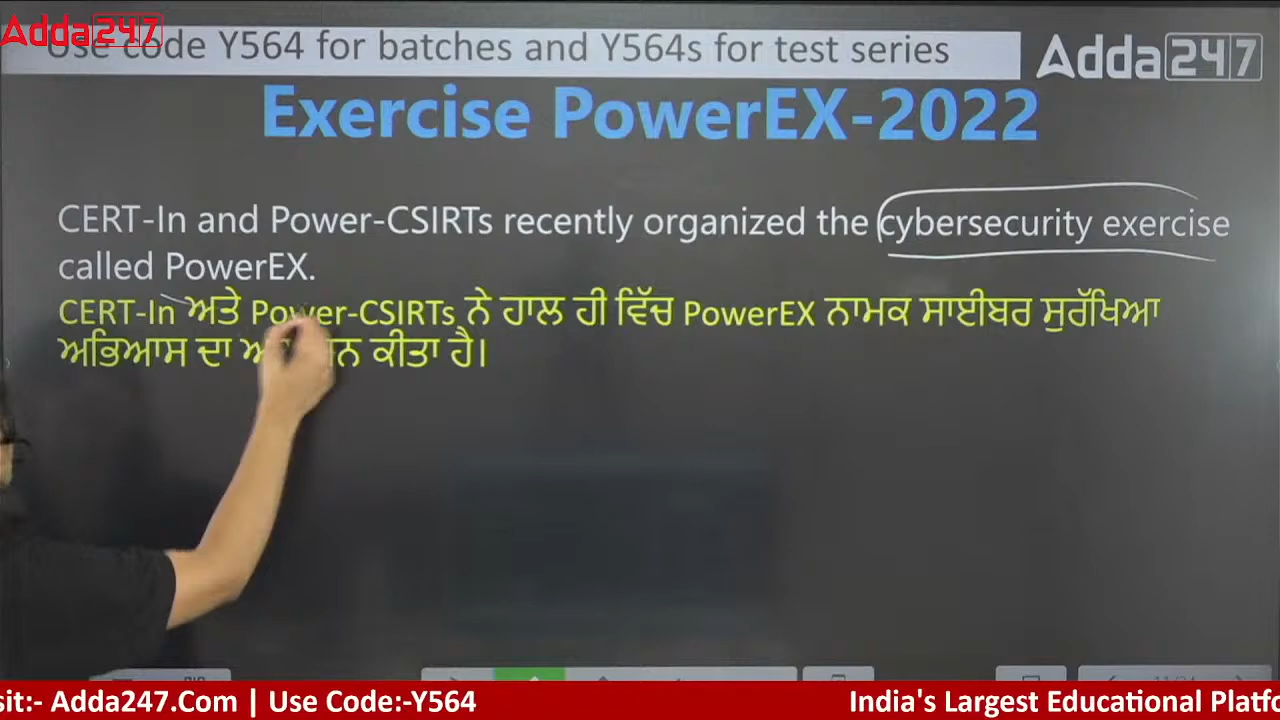 Adda247
Use code Y564 for batches and Y564s for test series
Adda247
Exercise PowerEX-2022
CERT-In and Power-CSIRTs recently organized the cybersecurity exercise
called PowerEX.
CERT-In ਅਤੇ Power-CSIRTs ਨੇ ਹਾਲ ਹੀ ਵਿੱਚ PowerEX ਨਾਮਕ ਸਾਈਬਰ ਸੁਰੱਖਿਆ
ਅਭਿਆਸ ਦਾ ਕੀਤਾ ਹੈ।
Adda247.Com | Use Code:-Y564
India's Largest Educational